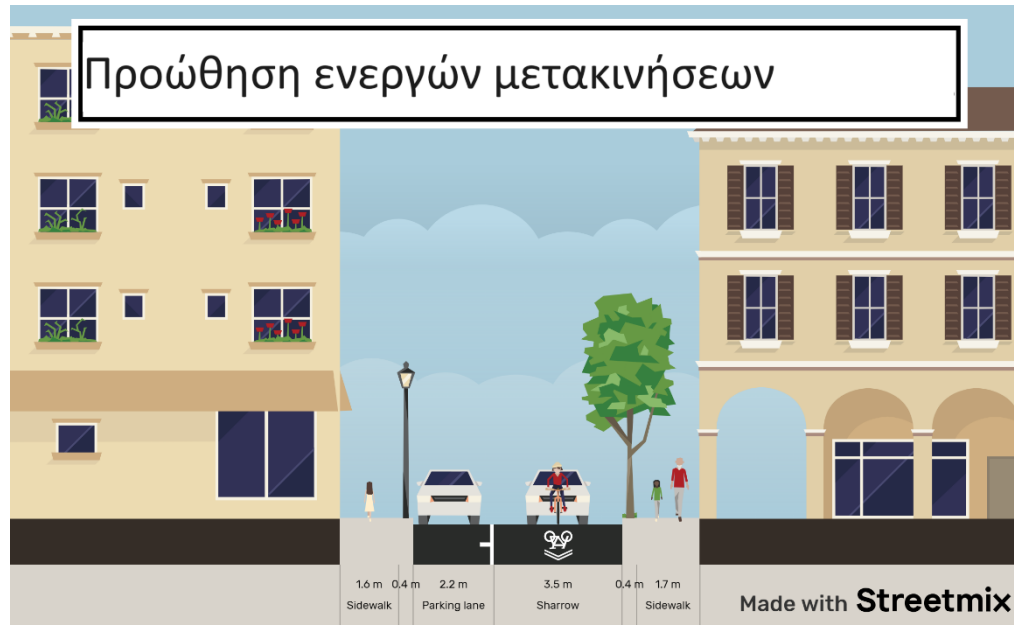 Προώθηση ενεργών μετακινήσεων
1.6 m 0.4 m 2.2 m 3.5 m 0.4 m 1.7 m
Sidewalk Parking lane Sharrow Sidewalk
Made with Streetmix